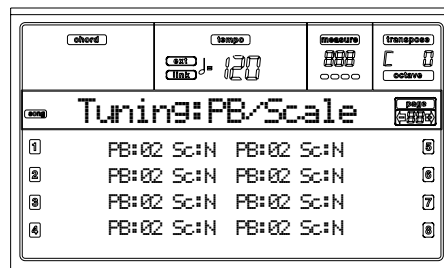 chord tempo measure transpose
ext
link ♩= 120 888 C 0
octave
song Tuning:PB/Scale page
1 PB:02 Sc:N PB:02 Sc:N 5
2 PB:02 Sc:N PB:02 Sc:N 6
3 PB:02 Sc:N PB:02 Sc:N 7
4 PB:02 Sc:N PB:02 Sc:N 8